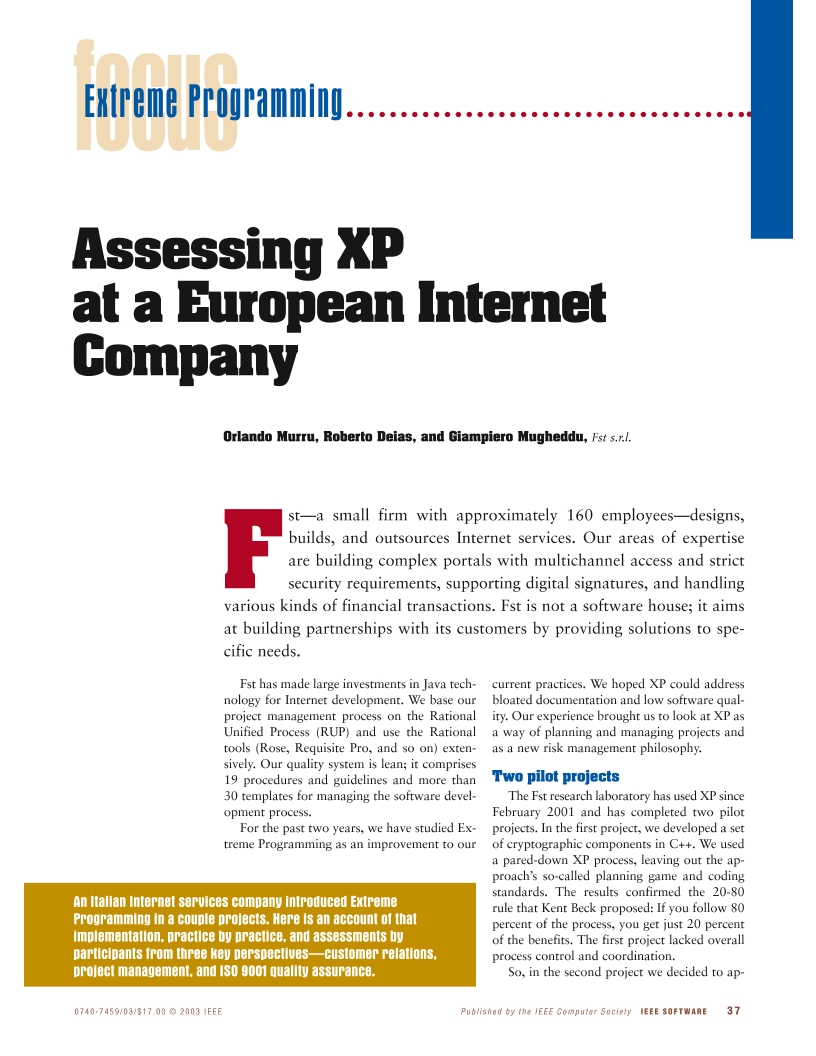 focus
Extreme Programming
Assessing XP
at a European Internet
Company
Orlando Murru, Roberto Deias, and Giampiero Mugheddu, Fst s.r.l.
Fst—a small firm with approximately 160 employees—designs,
builds, and outsources Internet services. Our areas of expertise
are building complex portals with multichannel access and strict
security requirements, supporting digital signatures, and handling
various kinds of financial transactions. Fst is not a software house; it aims
at building partnerships with its customers by providing solutions to spe-
cific needs.
Fst has made large investments in Java tech-
nology for Internet development. We base our
project management process on the Rational
Unified Process (RUP) and use the Rational
tools (Rose, Requisite Pro, and so on) exten-
sively. Our quality system is lean; it comprises
19 procedures and guidelines and more than
30 templates for managing the software devel-
opment process.
For the past two years, we have studied Ex-
treme Programming as an improvement to our
current practices. We hoped XP could address
bloated documentation and low software qual-
ity. Our experience brought us to look at XP as
a way of planning and managing projects and
as a new risk management philosophy.
Two pilot projects
The Fst research laboratory has used XP since
February 2001 and has completed two pilot
projects. In the first project, we developed a set
of cryptographic components in C++. We used
a pared-down XP process, leaving out the ap-
proach's so-called planning game and coding
standards. The results confirmed the 20-80
rule that Kent Beck proposed: If you follow 80
percent of the process, you get just 20 percent
of the benefits. The first project lacked overall
process control and coordination.
So, in the second project we decided to ap-
An Italian Internet services company introduced Extreme
Programming in a couple projects. Here is an account of that
implementation, practice by practice, and assessments by
participants from three key perspectives—customer relations,
project management, and ISO 9001 quality assurance.
0740-7459/03/$17.00 © 2003 IEEE
Published by the IEEE Computer Society IEEE SOFTWARE 37